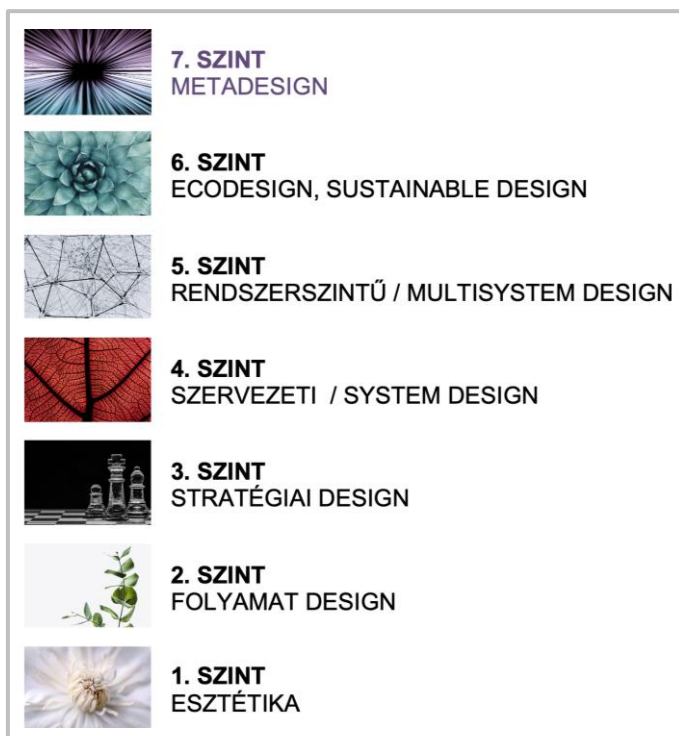 7. SZINT
METADESIGN
6. SZINT
ECODESIGN, SUSTAINABLE DESIGN
5. SZINT
RENDSZERSZINTŰ / MULTISYSTEM DESIGN
4. SZINT
SZERVEZETI / SYSTEM DESIGN
3. SZINT
STRATÉGIAI DESIGN
2. SZINT
FOLYAMAT DESIGN
1. SZINT
ESZTÉTIKA